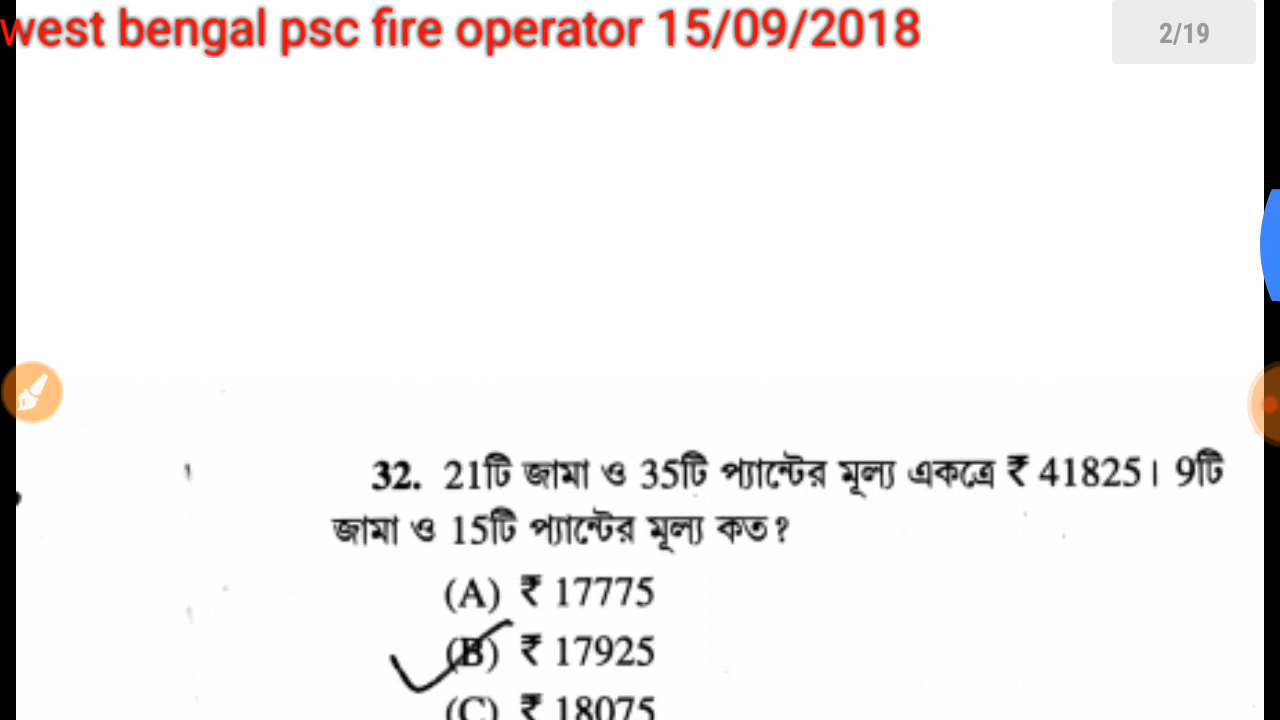 west bengal psc fire operator 15/09/2018
2/19
32. 21টি জামা ও 35টি প্যান্টের মূল্য একত্রে ₹ 41825। 9টি
জামা ও 15টি প্যান্টের মূল্য কত?
(A) ₹ 17775
(B) ₹ 17925
(C) ₹ 18075